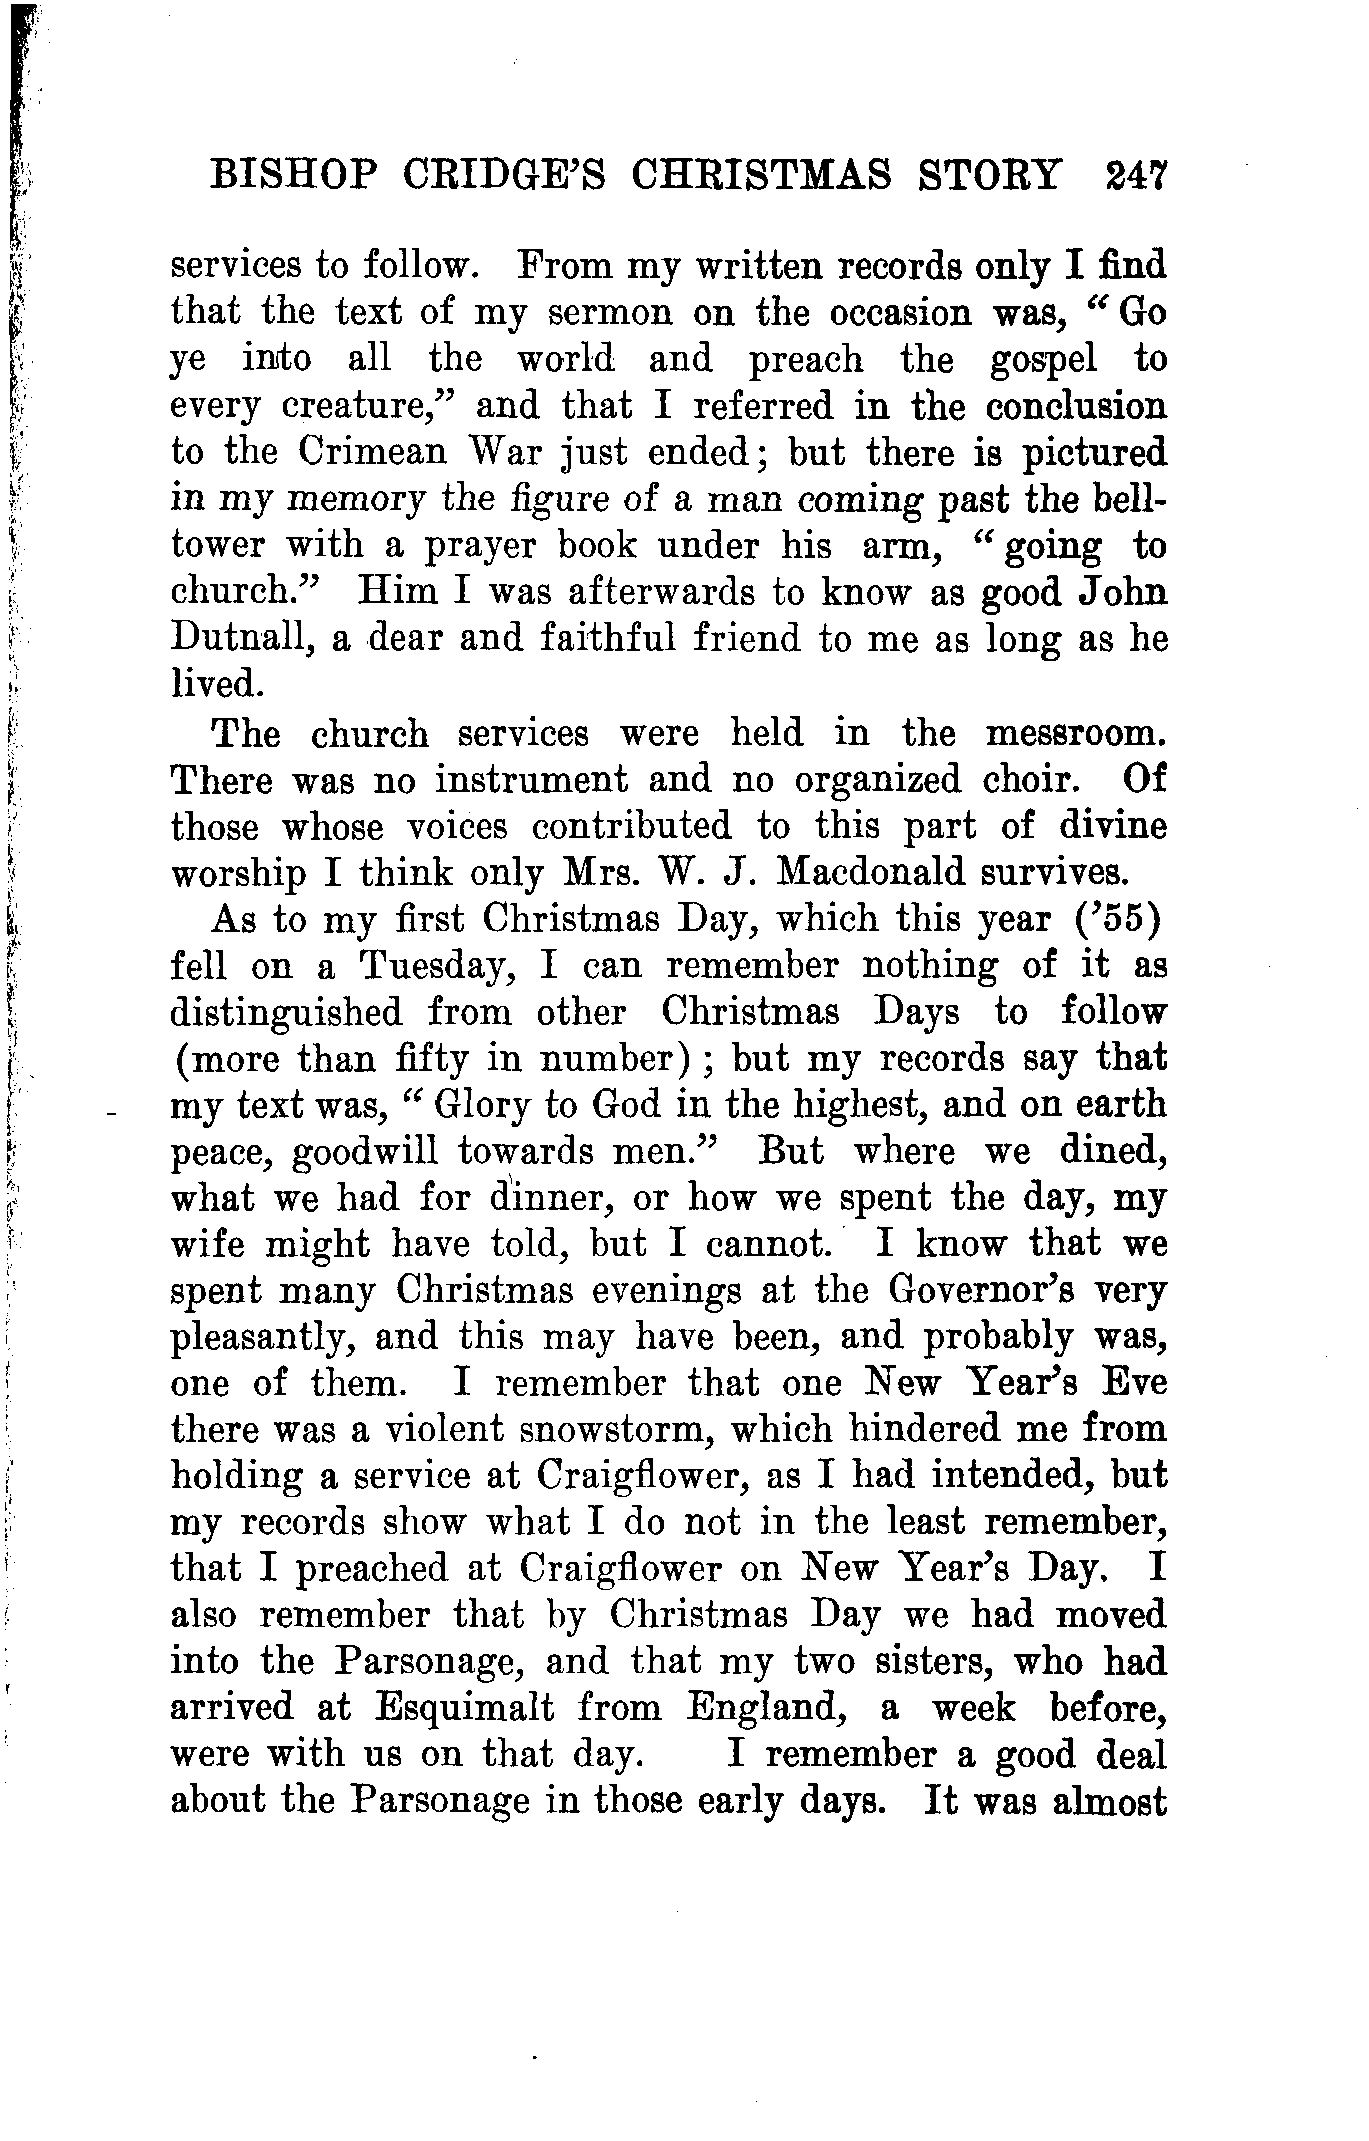 BISHOP CRIDGE'S CHRISTMAS STORY 247
services to follow. From my written records only I find
that the text of my sermon on the occasion was, “ Go
ye into all the world and preach the gospel to
every creature,” and that I referred in the conclusion
to the Crimean War just ended; but there is pictured
in my memory the figure of a man coming past the bell-
tower with a prayer book under his arm, “ going to
church.” Him I was afterwards to know as good John
Dutnall, a dear and faithful friend to me as long as he
lived.
The church services were held in the messroom.
There was no instrument and no organized choir. Of
those whose voices contributed to this part of divine
worship I think only Mrs. W. J. Macdonald survives.
As to my first Christmas Day, which this year ('55)
fell on a Tuesday, I can remember nothing of it as
distinguished from other Christmas Days to follow
(more than fifty in number) ; but my records say that
my text was, “ Glory to God in the highest, and on earth
peace, goodwill towards men.” But where we dined,
what we had for dinner, or how we spent the day, my
wife might have told, but I cannot. I know that we
spent many Christmas evenings at the Governor's very
pleasantly, and this may have been, and probably was,
one of them. I remember that one New Year's Eve
there was a violent snowstorm, which hindered me from
holding a service at Craigflower, as I had intended, but
my records show what I do not in the least remember,
that I preached at Craigflower on New Year's Day. I
also remember that by Christmas Day we had moved
into the Parsonage, and that my two sisters, who had
arrived at Esquimalt from England, a week before,
were with us on that day. I remember a good deal
about the Parsonage in those early days. It was almost